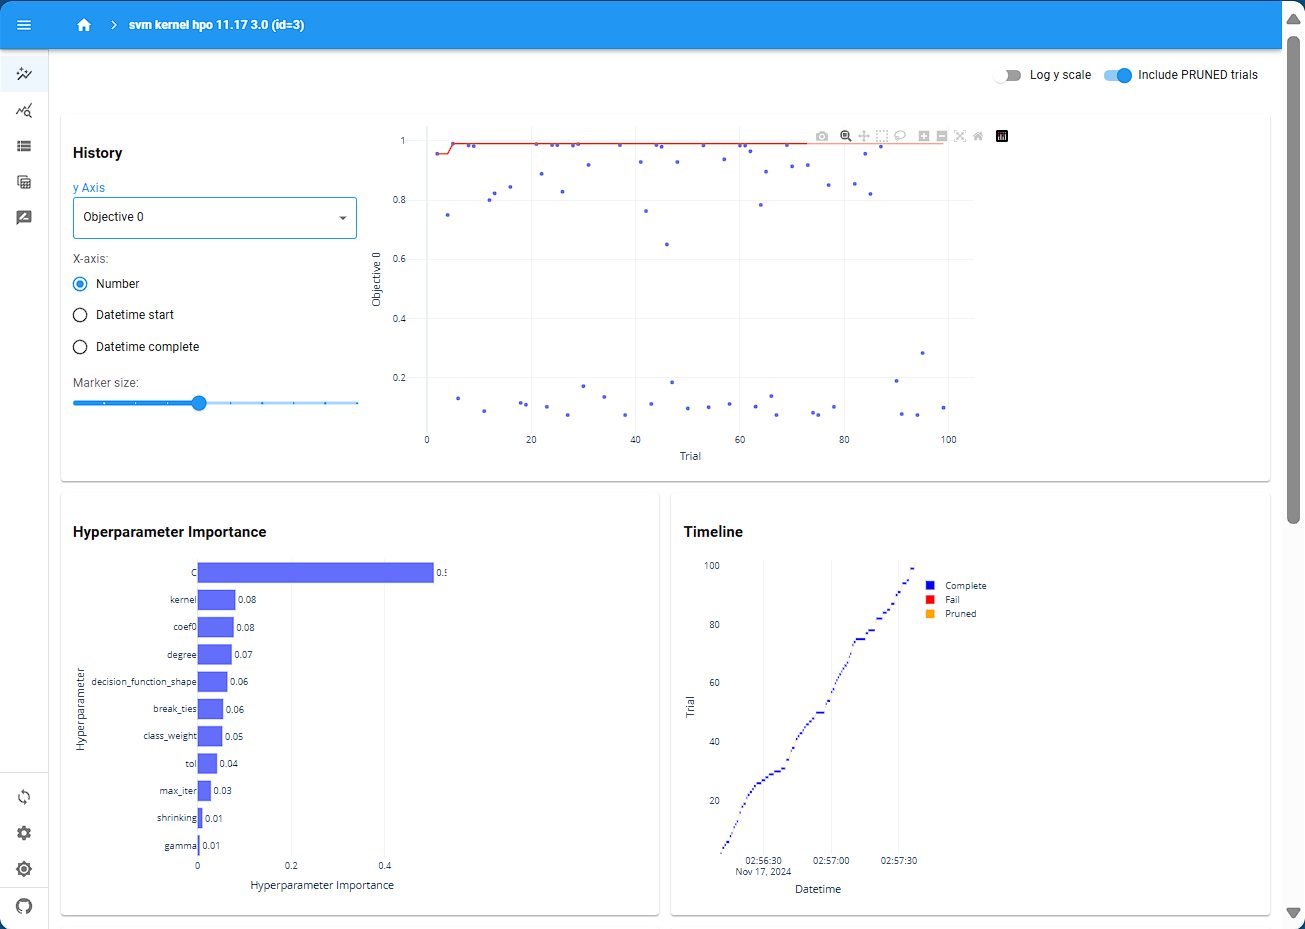 svm kernel hpo 11.17 3.0 (id=3)
Log y scale
Include PRUNED trials
History
y Axis
Objective 0
X-axis:
Number
Datetime start
Datetime complete
Marker size:
1
0.8
0.6
0.4
0.2
Objective 0
0 20 40 60 80 100
Trial
Hyperparameter Importance
C
kernel 0.08
coef0 0.08
degree 0.07
decision_function_shape 0.06
break_ties 0.06
class_weight 0.05
tol 0.04
max_iter 0.03
shrinking 0.01
gamma 0.01
Hyperparameter
0 0.2 0.4
Hyperparameter Importance
Timeline
100
80
60
40
20
Trial
02:56:30 02:57:00 02:57:30
Nov 17, 2024
Datetime
Complete
Fail
Pruned